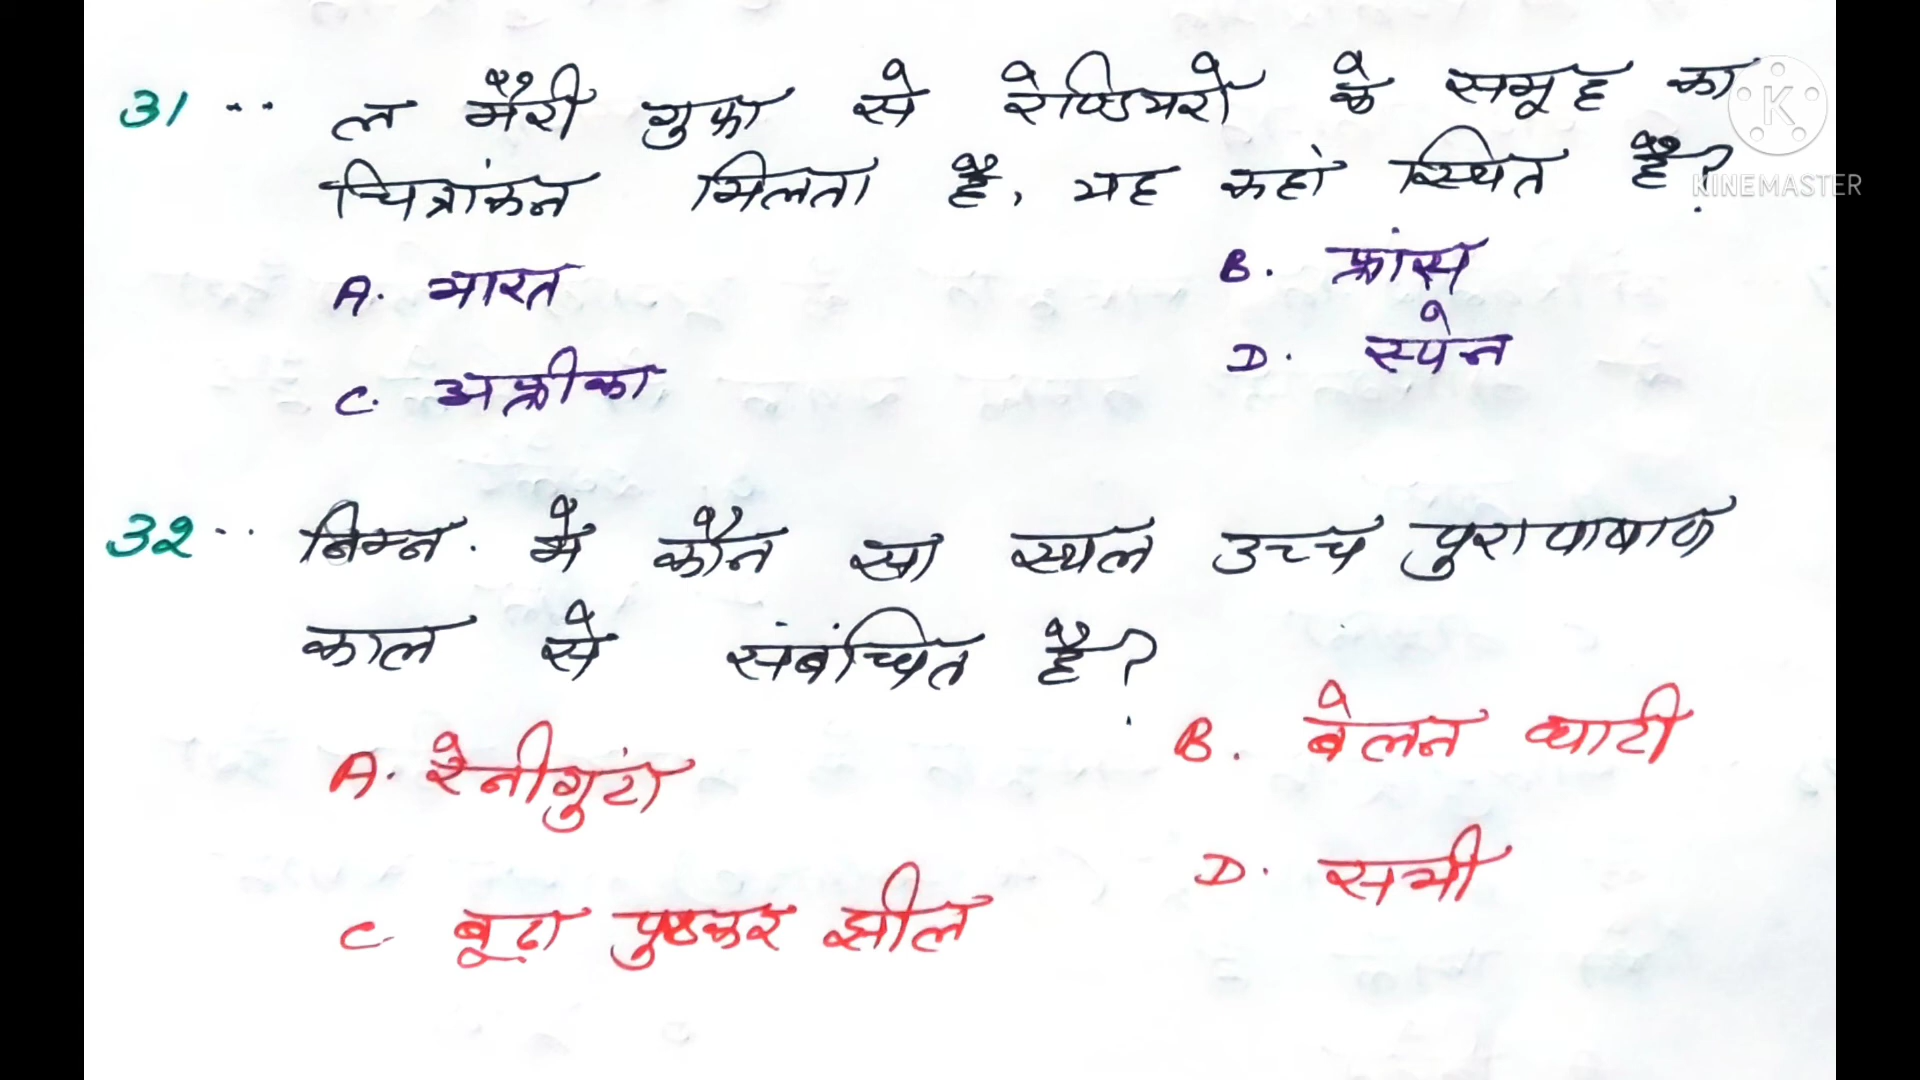 31 .. ल मैरी गुफा से रेण्डियरो के समूह का
चित्रांकन मिलता है, यह कहां स्थित है?
A. भारत
B. फ्रांस
C. अफ्रीका
D. स्पेन
32 .. निम्न. मे कौन सा स्थल उच्च पुरापाषाण
काल से संबंधित है?
A. रेनीगुंटा
B. बेलन घाटी
C. बूढ़ा पुष्कर झील
D. सभी
K
KINEMASTER